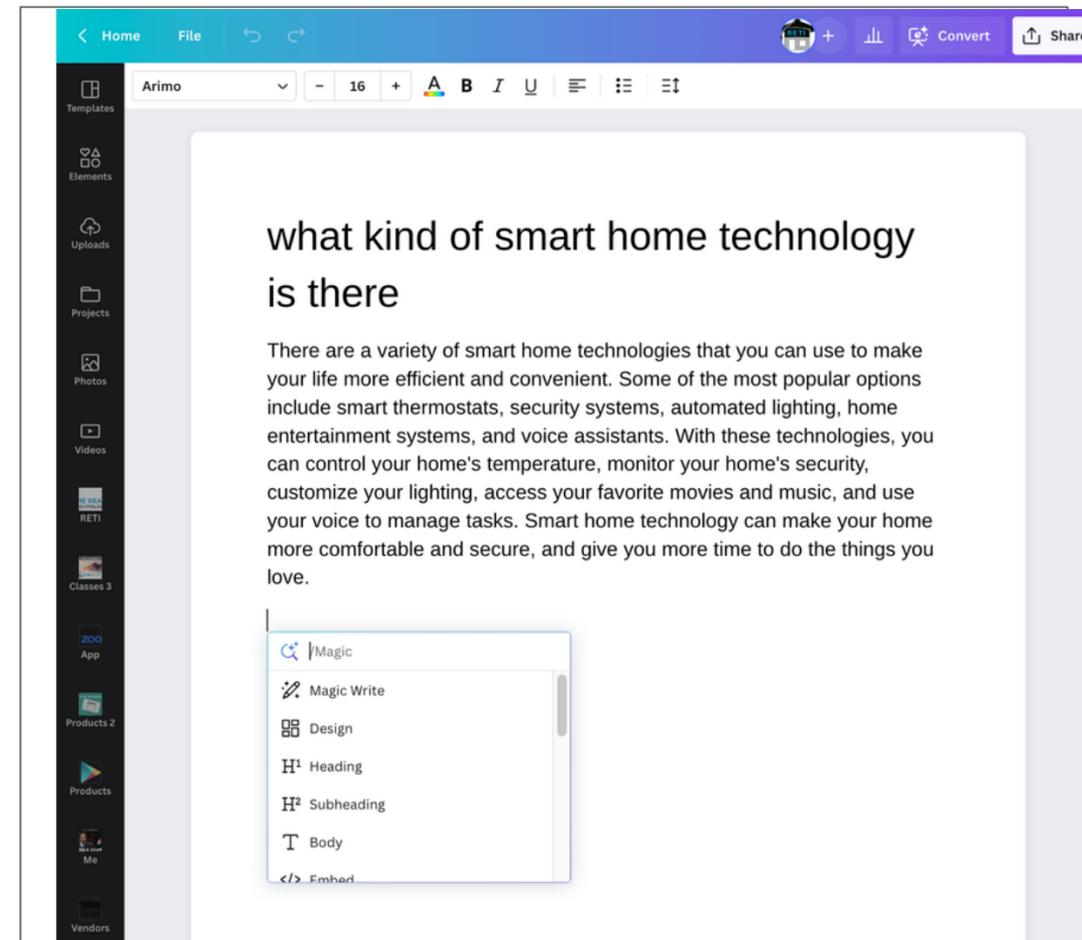 Home File Convert Share
RETI
Arimo 16 A B I U
Templates
Elements
Uploads
Projects
Photos
Videos
RETI
Classes 3
zoo
App
Products 2
Products
Me
Vendors
what kind of smart home technology
is there
There are a variety of smart home technologies that you can use to make
your life more efficient and convenient. Some of the most popular options
include smart thermostats, security systems, automated lighting, home
entertainment systems, and voice assistants. With these technologies, you
can control your home's temperature, monitor your home's security,
customize your lighting, access your favorite movies and music, and use
your voice to manage tasks. Smart home technology can make your home
more comfortable and secure, and give you more time to do the things you
love.
/Magic
Magic Write
Design
H1 Heading
H2 Subheading
T Body
</> Embed